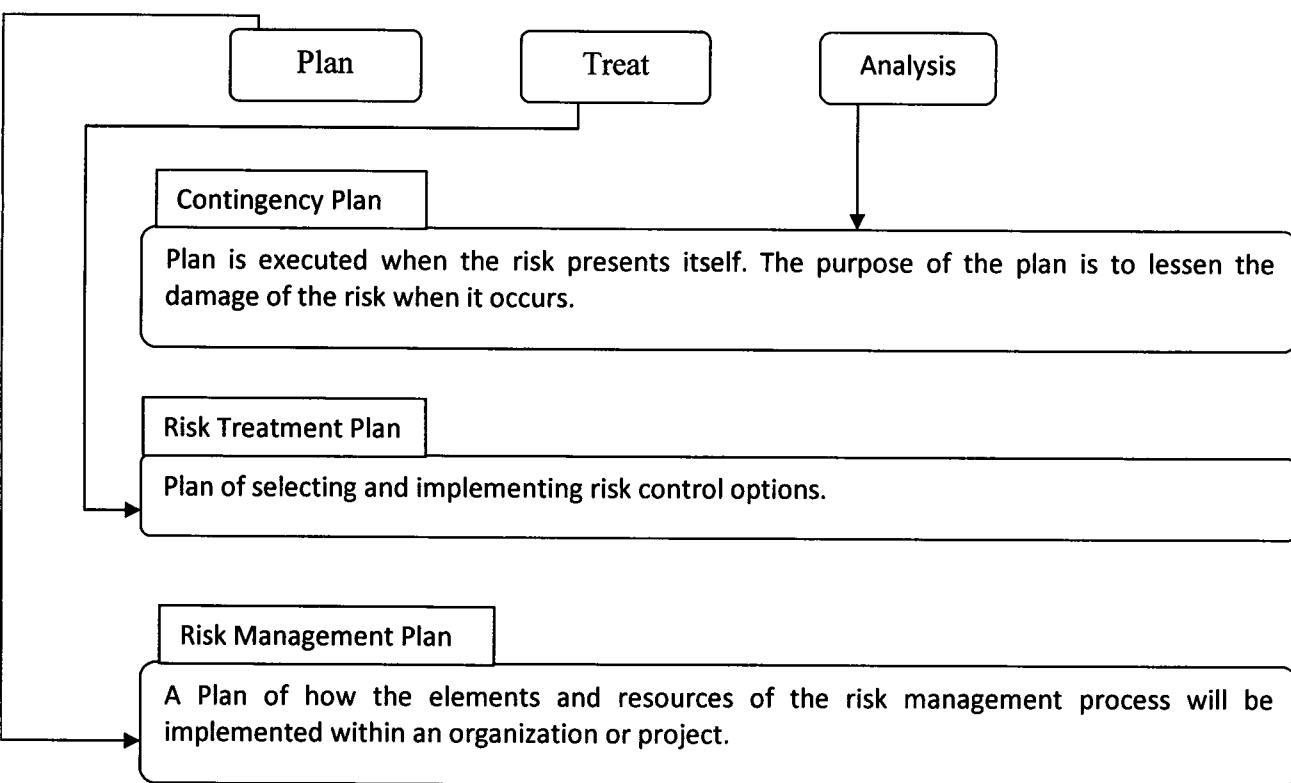 Plan
Treat
Analysis
Contingency Plan
Plan is executed when the risk presents itself. The purpose of the plan is to lessen the
damage of the risk when it occurs.
Risk Treatment Plan
Plan of selecting and implementing risk control options.
Risk Management Plan
A Plan of how the elements and resources of the risk management process will be
implemented within an organization or project.